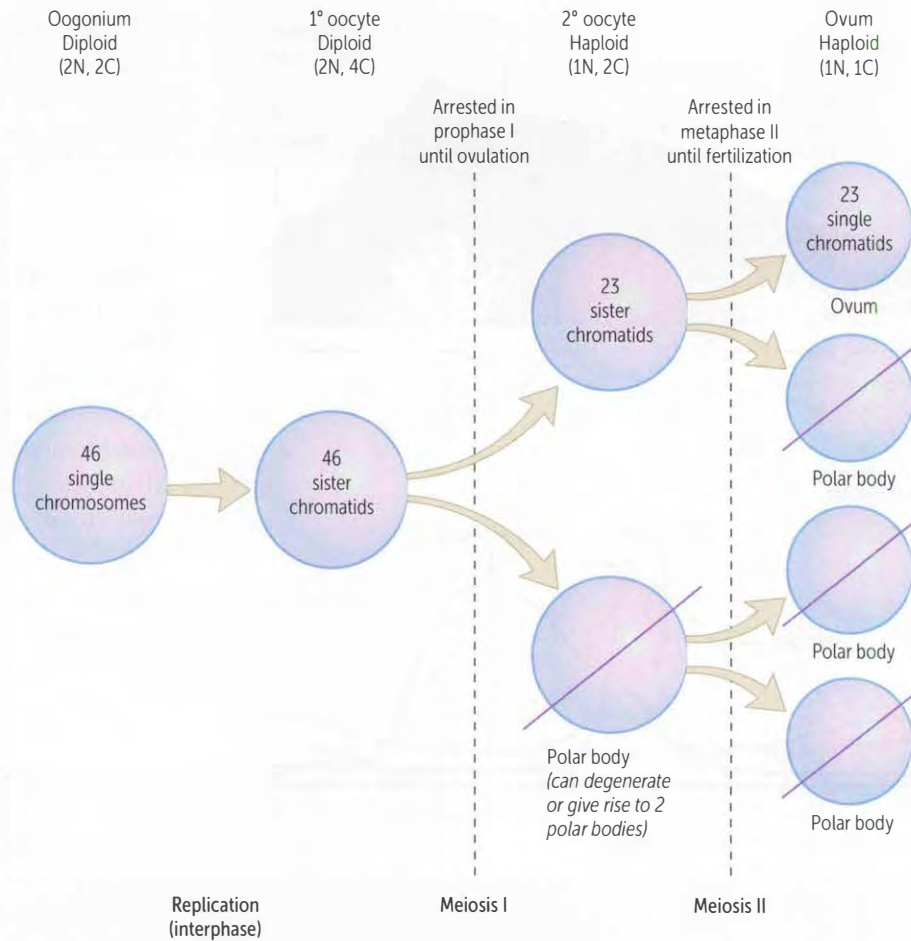 Oogonium
Diploid
(2N, 2C)
1° oocyte
Diploid
(2N, 4C)
2° oocyte
Haploid
(1N, 2C)
Ovum
Haploid
(1N, 1C)
Arrested in
prophase I
until ovulation
Arrested in
metaphase II
until fertilization
46
single
chromosomes
46
sister
chromatids
23
sister
chromatids
23
single
chromatids
Ovum
Polar body
Polar body
(can degenerate
or give rise to 2
polar bodies)
Polar body
Polar body
Replication
(interphase)
Meiosis I
Meiosis II